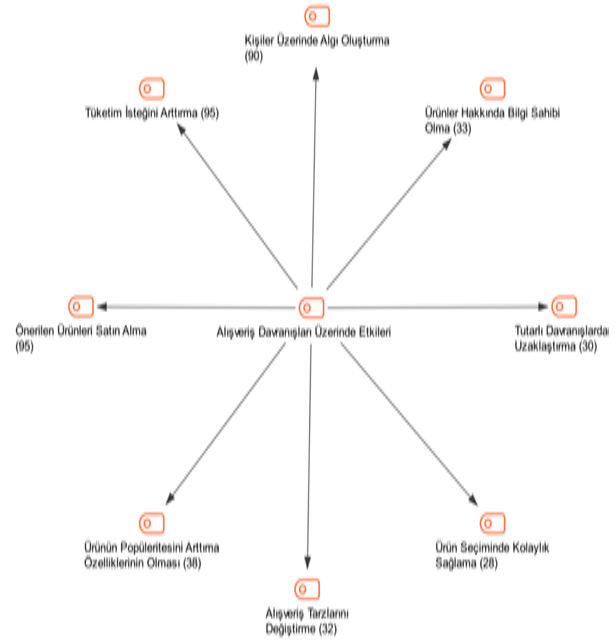 Kişiler Üzerinde Algı Oluşturma
(90)
Tüketim İsteğini Arttırma (95)
Ürünler Hakkında Bilgi Sahibi
Olma (33)
Önerilen Ürünleri Satın Alma
(95)
Alışveriş Davranışları Üzerinde Etkileri
Tutarlı Davranışlarda
Uzaklaştırma (30)
Ürünün Popüleritesini Arttıma
Özelliklerinin Olması (38)
Ürün Seçiminde Kolaylık
Sağlama (28)
Alışveriş Tarzlarını
Değiştirme (32)